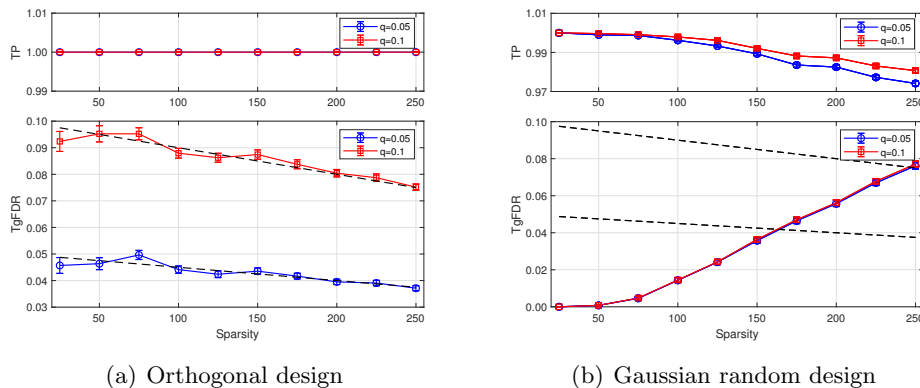 TP
1.01
1.00
0.99
q=0.05
q=0.1
50
100
150
200
250
TgFDR
0.10
0.09
0.08
0.07
0.06
0.05
0.04
0.03
q=0.05
q=0.1
50
100
150
200
250
Sparsity
(a) Orthogonal design
TP
1.01
0.99
0.97
q=0.05
q=0.1
50
100
150
200
250
TgFDR
0.10
0.08
0.06
0.04
0.02
0.00
q=0.05
q=0.1
50
100
150
200
250
Sparsity
(b) Gaussian random design